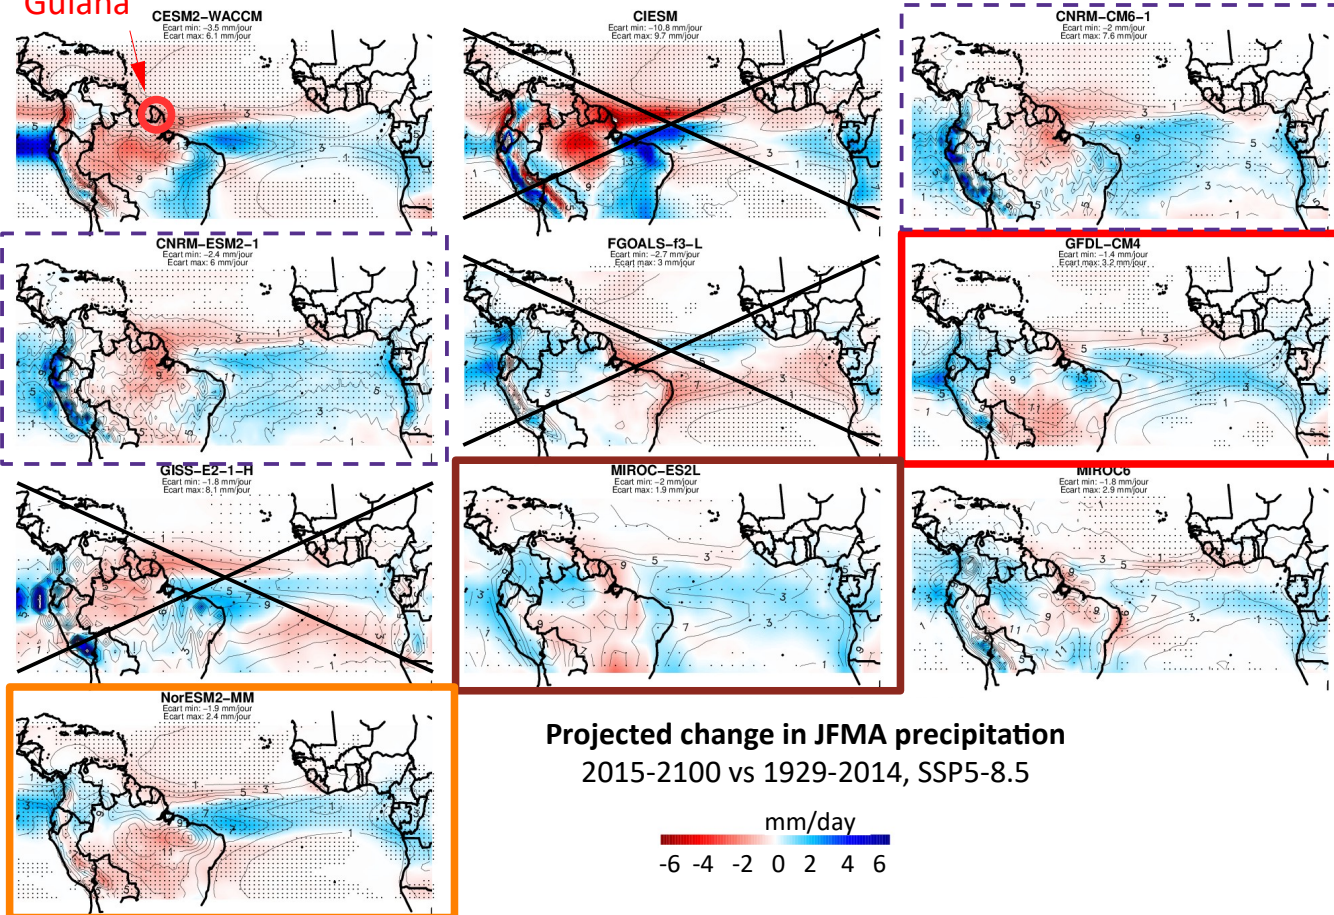 Guiana
CESM2-WACCM
Ecart min: -3.5 mm/jour
Ecart max: 6.1 mm/jour
CIESM
Ecart min: -10.8 mm/jour
Ecart max: 9.7 mm/jour
CNRM-CM6-1
Ecart min: -2 mm/jour
Ecart max: 7.6 mm/jour
CNRM-ESM2-1
Ecart min: -2.4 mm/jour
Ecart max: 6 mm/jour
FGOALS-f3-L
Ecart min: -2.7 mm/jour
Ecart max: 3 mm/jour
GFDL-CM4
Ecart min: -1.4 mm/jour
Ecart max: 3.2 mm/jour
GISS-E2-1-H
Ecart min: -1.8 mm/jour
Ecart max: 8.1 mm/jour
MIROC-ES2L
Ecart min: -2 mm/jour
Ecart max: 1.9 mm/jour
MIROC6
Ecart min: -1.8 mm/jour
Ecart max: 2.9 mm/jour
NorESM2-MM
Ecart min: -1.9 mm/jour
Ecart max: 2.4 mm/jour
Projected change in JFMA precipitation
2015-2100 vs 1929-2014, SSP5-8.5
mm/day
-6 -4 -2 0 2 4 6